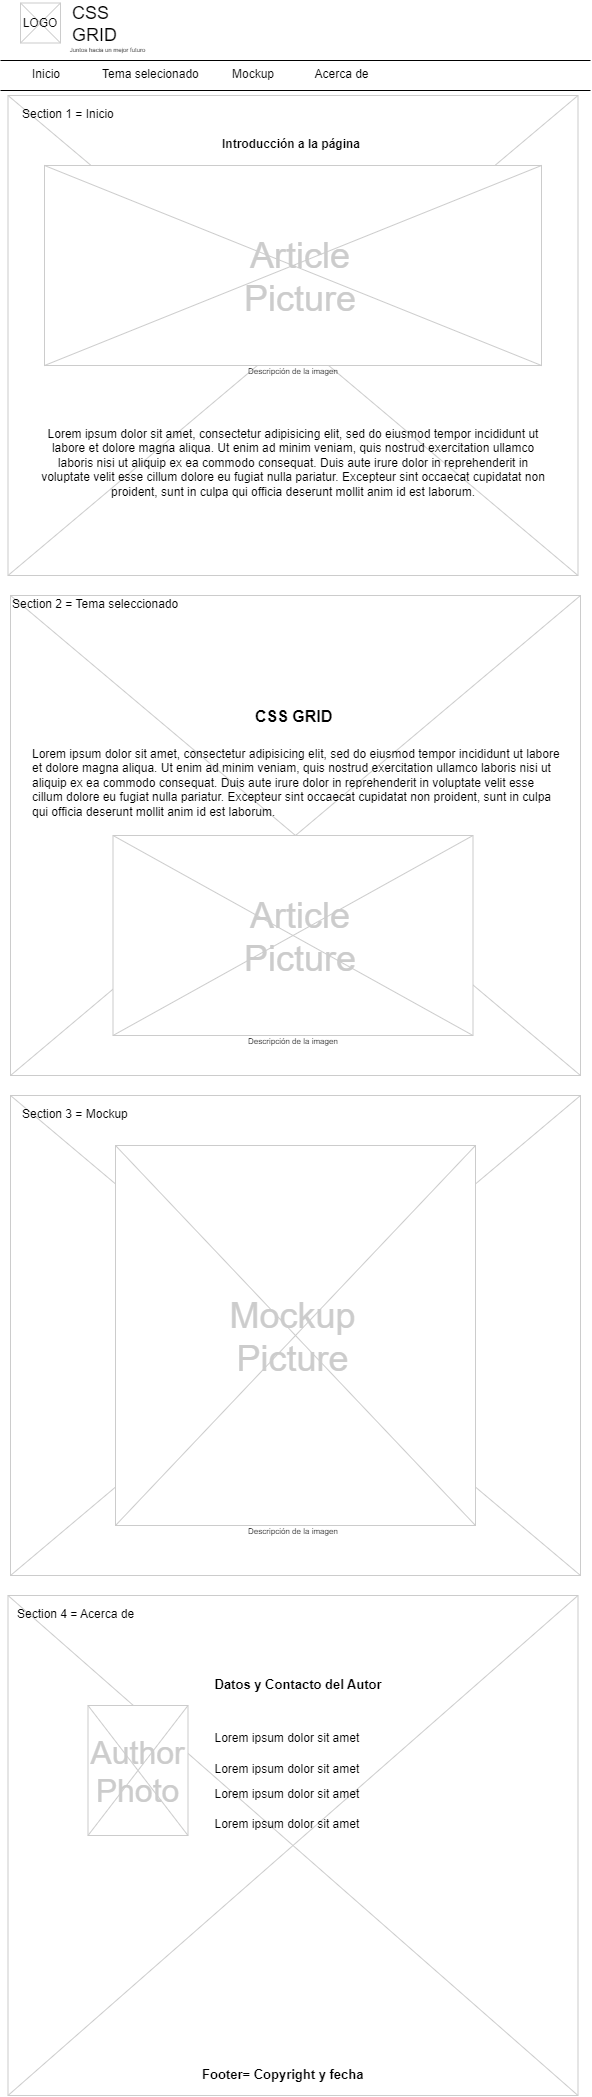 LOGO
CSS
GRID
Juntos hacia un mejor futuro
Inicio
Tema selecionado
Mockup
Acerca de
Section 1 = Inicio
Introducción a la página
Article
Picture
Descripción de la imagen
Lorem ipsum dolor sit amet, consectetur adipisicing elit, sed do eiusmod tempor incididunt ut
labore et dolore magna aliqua. Ut enim ad minim veniam, quis nostrud exercitation ullamco
laboris nisi ut aliquip ex ea commodo consequat. Duis aute irure dolor in reprehenderit in
voluptate velit esse cillum dolore eu fugiat nulla pariatur. Excepteur sint occaecat cupidatat non
proident, sunt in culpa qui officia deserunt mollit anim id est laborum.
Section 2 = Tema seleccionado
CSS GRID
Lorem ipsum dolor sit amet, consectetur adipisicing elit, sed do eiusmod tempor incididunt ut labore
et dolore magna aliqua. Ut enim ad minim veniam, quis nostrud exercitation ullamco laboris nisi ut
aliquip ex ea commodo consequat. Duis aute irure dolor in reprehenderit in voluptate velit esse
cillum dolore eu fugiat nulla pariatur. Excepteur sint occaecat cupidatat non proident, sunt in culpa
qui officia deserunt mollit anim id est laborum.
Article
Picture
Descripción de la imagen
Section 3 = Mockup
Mockup
Picture
Descripción de la imagen
Section 4 = Acerca de
Datos y Contacto del Autor
Author
Photo
Lorem ipsum dolor sit amet
Lorem ipsum dolor sit amet
Lorem ipsum dolor sit amet
Lorem ipsum dolor sit amet
Footer= Copyright y fecha